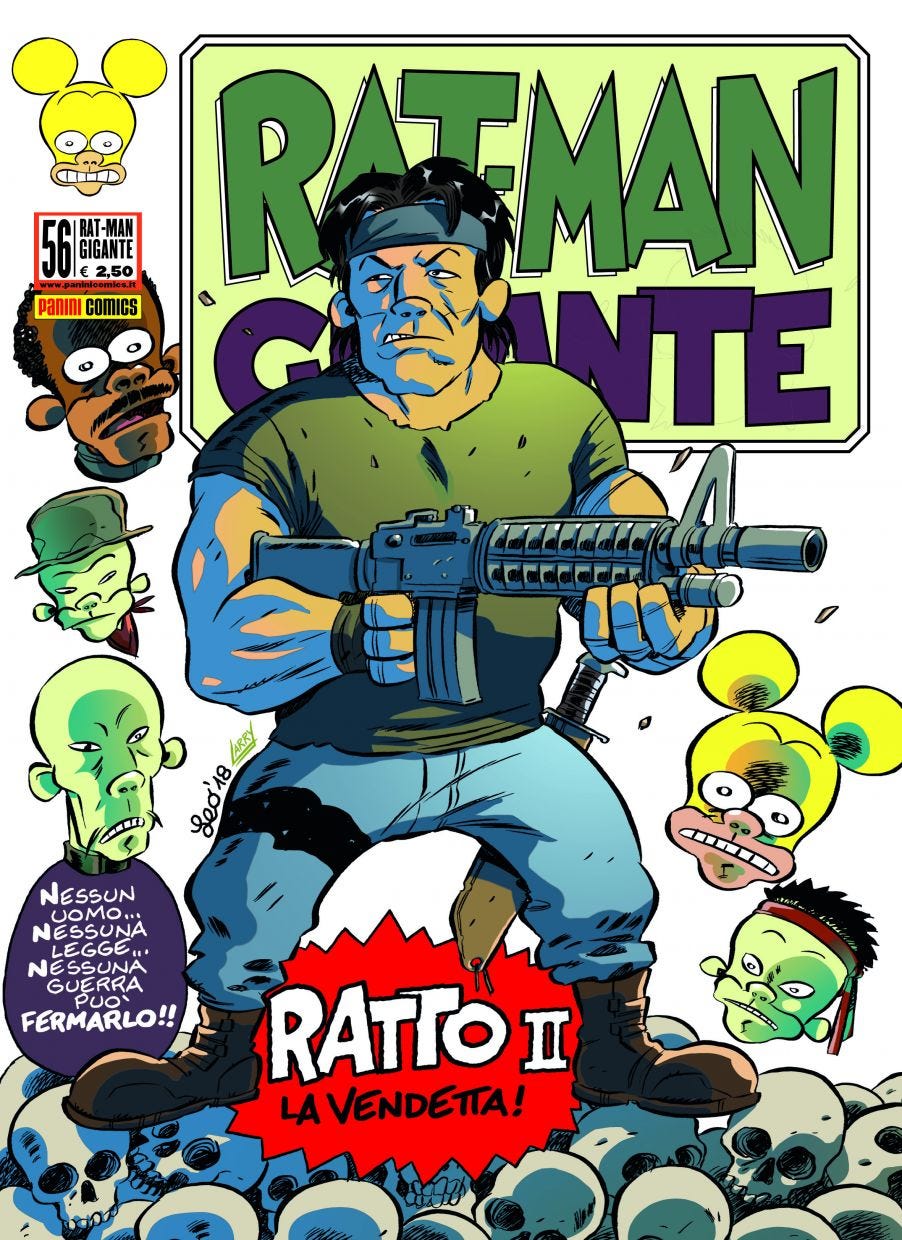 RAT-MAN
GIGANTE
56
RAT-MAN
GIGANTE
€ 2,50
www.paninicomics.it
PANINI COMICS
LARRY
Leo '18
NESSUN
UOMO...
NESSUNA
LEGGE...
NESSUNA
GUERRA
PUO'
FERMARLO!!
RATTO II
LA VENDETTA!